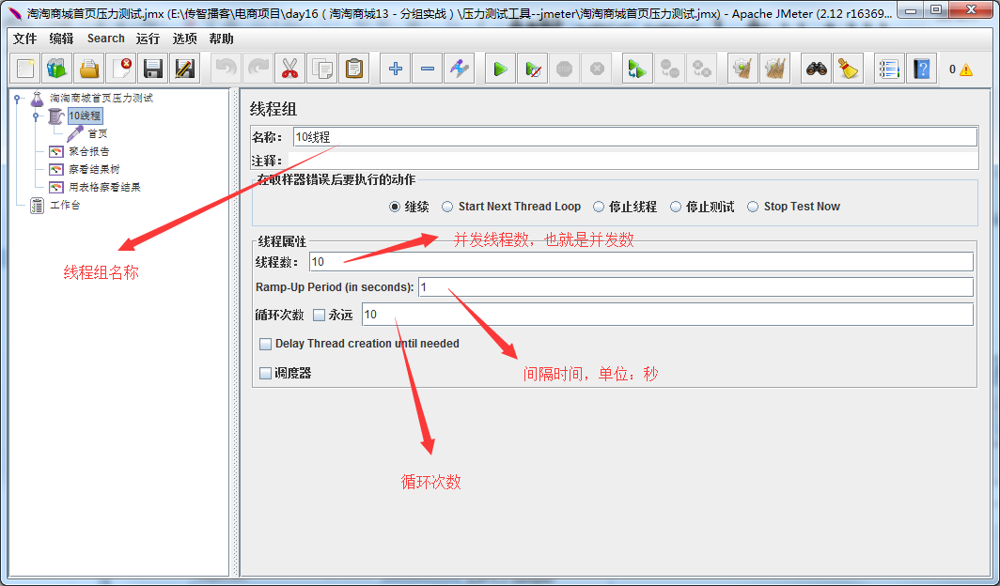 淘淘商城首页压力测试.jmx (E:\传智播客\电商项目\day16（淘淘商城13 - 分组实战）\压力测试工具--jmeter\淘淘商城首页压力测试.jmx) - Apache JMeter (2.12 r16369...
文件 编辑 Search 运行 选项 帮助
0
淘淘商城首页压力测试
10线程
首页
聚合报告
察看结果树
用表格察看结果
工作台
线程组
名称： 10线程
注释：
在取样器错误后要执行的动作
继续 Start Next Thread Loop 停止线程 停止测试 Stop Test Now
线程属性
并发线程数，也就是并发数
线程数： 10
线程组名称
Ramp-Up Period (in seconds): 1
循环次数 永远 10
Delay Thread creation until needed
调度器
间隔时间，单位：秒
循环次数